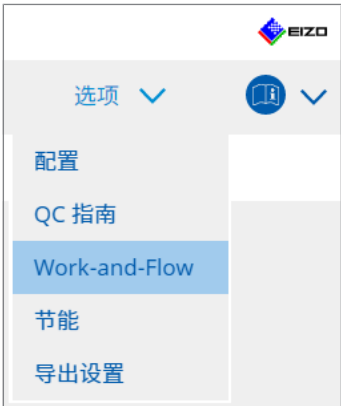 EIZO
选项
配置
QC 指南
Work-and-Flow
节能
导出设置